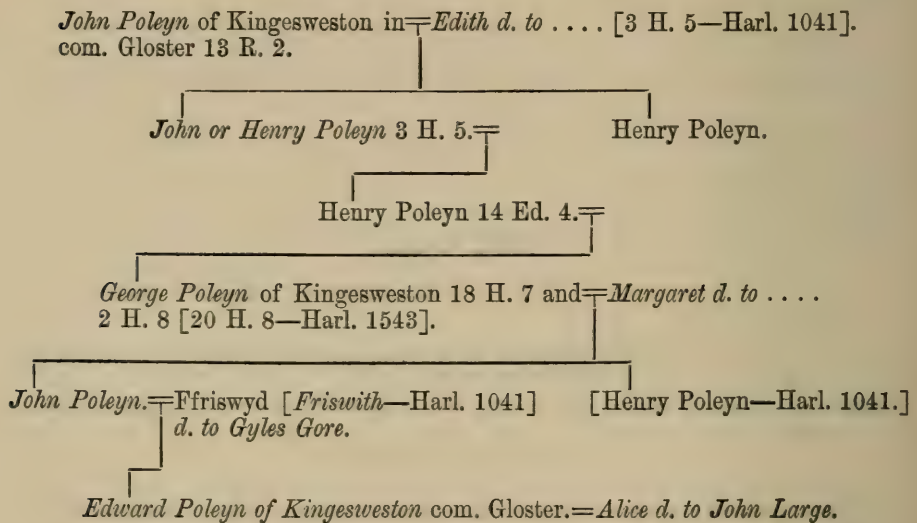 John Poleyn of Kingesweston in=Edith d. to . . . . [3 H. 5—Harl. 1041].
com. Gloster 13 R. 2.
John or Henry Poleyn 3 H. 5.=
Henry Poleyn.
Henry Poleyn 14 Ed. 4.=
George Poleyn of Kingesweston 18 H. 7 and=Margaret d. to . . . .
2 H. 8 [20 H. 8—Harl. 1543].
John Poleyn.=Ffriswyd [Friswith—Harl. 1041]
d. to Gyles Gore.
[Henry Poleyn—Harl. 1041.]
Edward Poleyn of Kingesweston com. Gloster.=Alice d. to John Large.